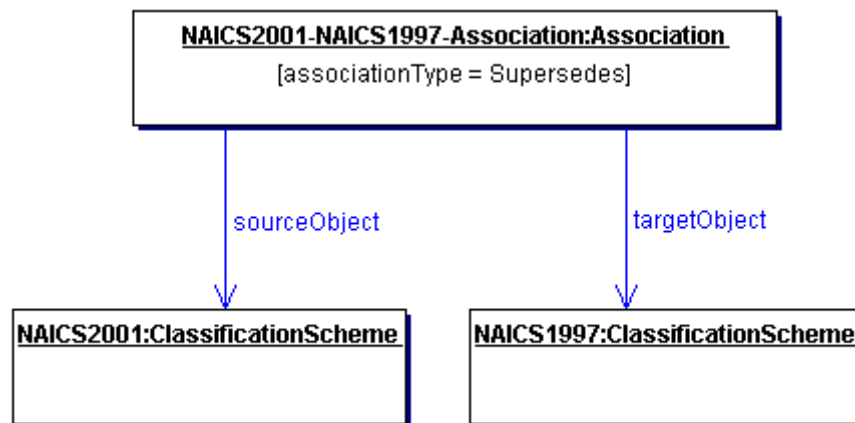 NAICS2001-NAICS1997-Association:Association
[associationType = Supersedes]
sourceObject
targetObject
NAICS2001:ClassificationScheme
NAICS1997:ClassificationScheme